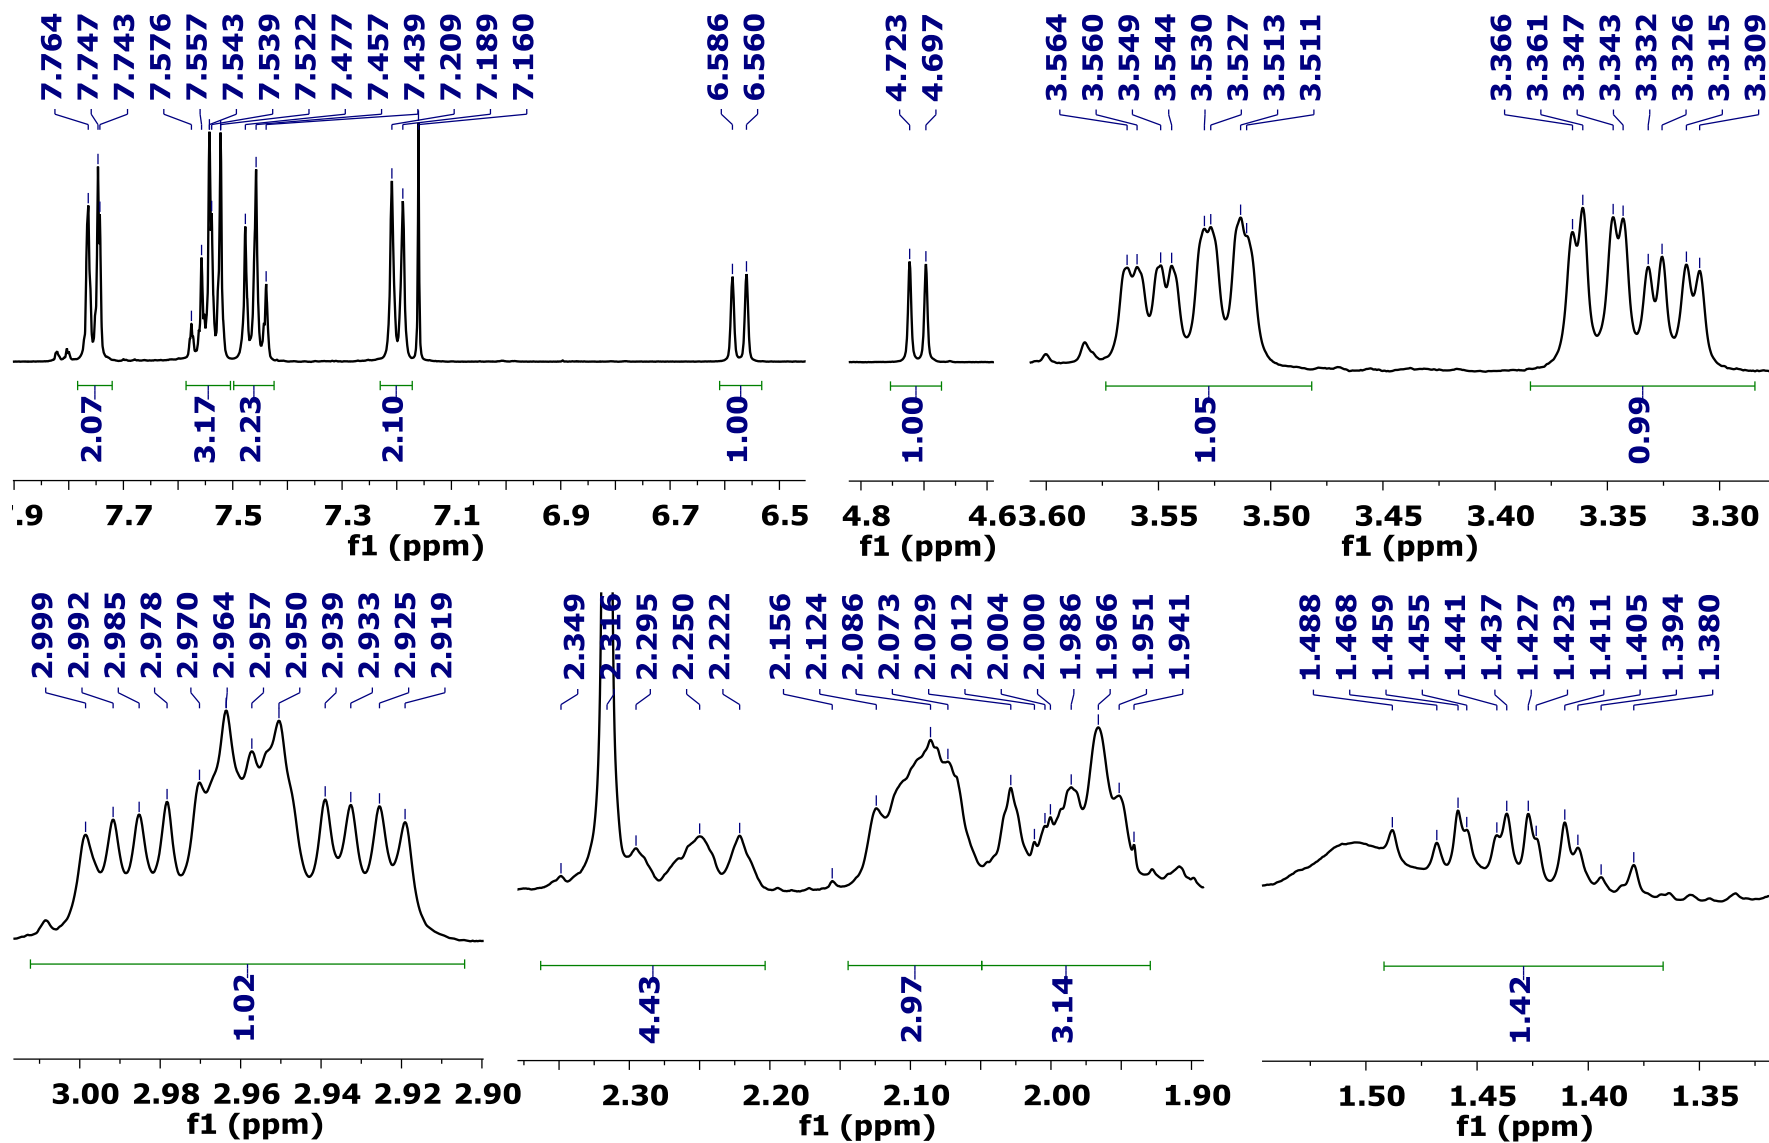 7.764 7.747 7.743 7.576 7.557 7.543 7.539 7.522 7.477 7.457 7.439 7.209 7.189 7.160 6.586 6.560
2.07 3.17 2.23 2.10 1.00
.9 7.7 7.5 7.3 7.1 6.9 6.7 6.5
f1 (ppm)
4.723 4.697
1.00
4.8 4.6
f1 (ppm)
3.564 3.560 3.549 3.544 3.530 3.527 3.513 3.511 3.366 3.361 3.347 3.343 3.332 3.326 3.315 3.309
1.05 0.99
3.60 3.55 3.50 3.45 3.40 3.35 3.30
f1 (ppm)
2.999 2.992 2.985 2.978 2.970 2.964 2.957 2.950 2.939 2.933 2.925 2.919
1.02
3.00 2.98 2.96 2.94 2.92 2.90
f1 (ppm)
2.349 2.316 2.295 2.250 2.222 2.156 2.124 2.086 2.073 2.029 2.012 2.004 2.000 1.986 1.966 1.951 1.941
4.43 2.97 3.14
2.30 2.20 2.10 2.00 1.90
f1 (ppm)
1.488 1.468 1.459 1.455 1.441 1.437 1.427 1.423 1.411 1.405 1.394 1.380
1.42
1.50 1.45 1.40 1.35
f1 (ppm)